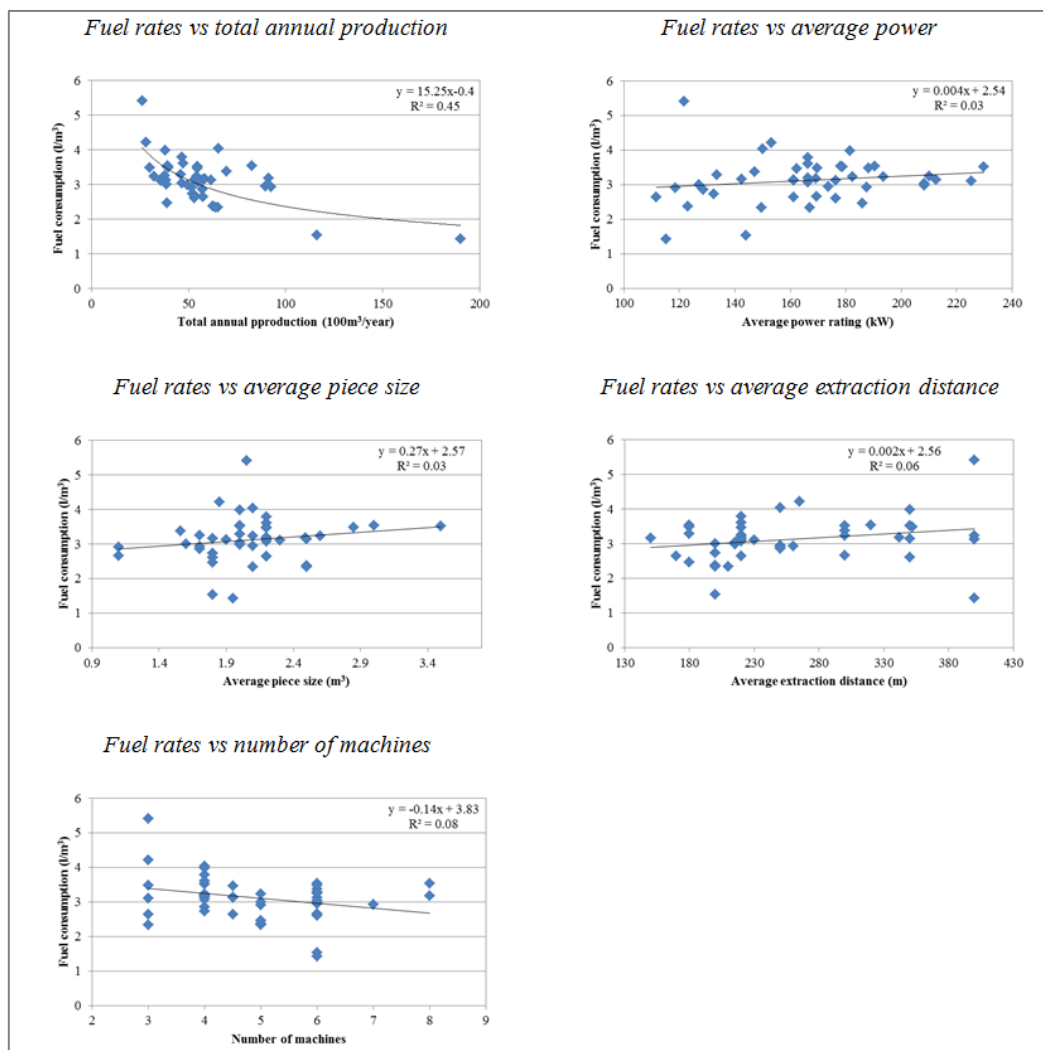 Fuel rates vs total annual production
6
5
4
3
2
1
0
Fuel consumption (l/m³)
y = 15.25x-0.4
R² = 0.45
0 50 100 150 200
Total annual pproduction (100m³/year)
Fuel rates vs average power
6
5
4
3
2
1
0
Fuel consumption (l/m³)
y = 0.004x + 2.54
R² = 0.03
100 120 140 160 180 200 220 240
Average power rating (kW)
Fuel rates vs average piece size
6
5
4
3
2
1
0
Fuel consumption (l/m³)
y = 0.27x + 2.57
R² = 0.03
0.9 1.4 1.9 2.4 2.9 3.4
Average piece size (m³)
Fuel rates vs average extraction distance
6
5
4
3
2
1
0
Fuel consumption (l/m³)
y = 0.002x + 2.56
R² = 0.06
130 180 230 280 330 380 430
Average extraction distance (m)
Fuel rates vs number of machines
6
5
4
3
2
1
0
Fuel consumption (l/m³)
y = -0.14x + 3.83
R² = 0.08
2 3 4 5 6 7 8 9
Number of machines